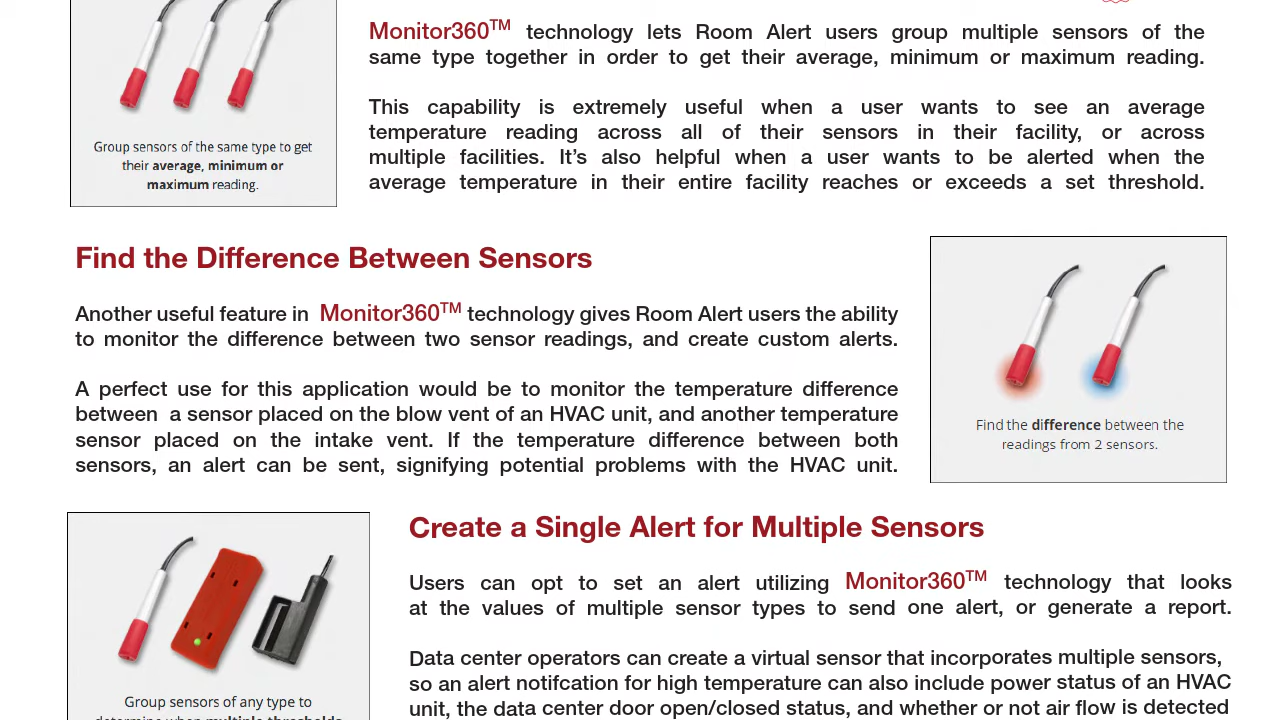 Monitor360TM technology lets Room Alert users group multiple sensors of the
same type together in order to get their average, minimum or maximum reading.
This capability is extremely useful when a user wants to see an average
temperature reading across all of their sensors in their facility, or across
multiple facilities. It’s also helpful when a user wants to be alerted when the
average temperature in their entire facility reaches or exceeds a set threshold.
Group sensors of the same type to get
their average, minimum or
maximum reading.
Find the Difference Between Sensors
Another useful feature in Monitor360TM technology gives Room Alert users the ability
to monitor the difference between two sensor readings, and create custom alerts.
A perfect use for this application would be to monitor the temperature difference
between a sensor placed on the blow vent of an HVAC unit, and another temperature
sensor placed on the intake vent. If the temperature difference between both
sensors, an alert can be sent, signifying potential problems with the HVAC unit.
Find the difference between the
readings from 2 sensors.
Create a Single Alert for Multiple Sensors
Users can opt to set an alert utilizing Monitor360TM technology that looks
at the values of multiple sensor types to send one alert, or generate a report.
Data center operators can create a virtual sensor that incorporates multiple sensors,
so an alert notifcation for high temperature can also include power status of an HVAC
unit, the data center door open/closed status, and whether or not air flow is detected
Group sensors of any type to
determine when multiple thresholds